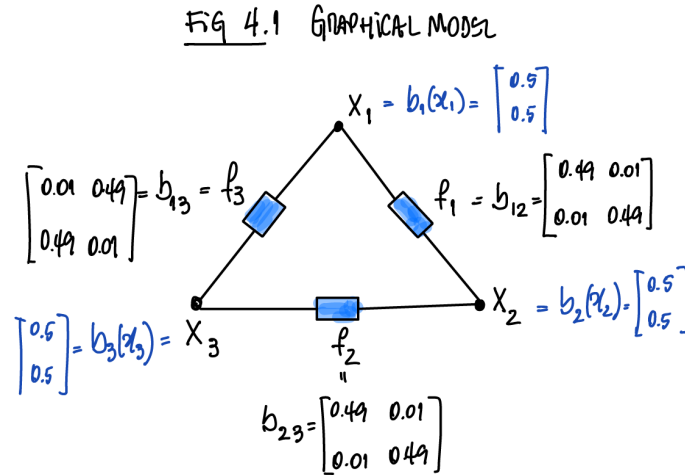 FIG 4.1 GRAPHICAL MODEL
X₁ = b₁(x₁) = [0.5
0.5]
[0.01 0.49
0.49 0.01] = b₁₃ = f₃
f₁ = b₁₂ = [0.49 0.01
0.01 0.49]
X₂ = b₂(x₂) = [0.5
0.5]
[0.5
0.5] = b₃(x₃) = X₃
f₂
=
b₂₃ = [0.49 0.01
0.01 0.49]